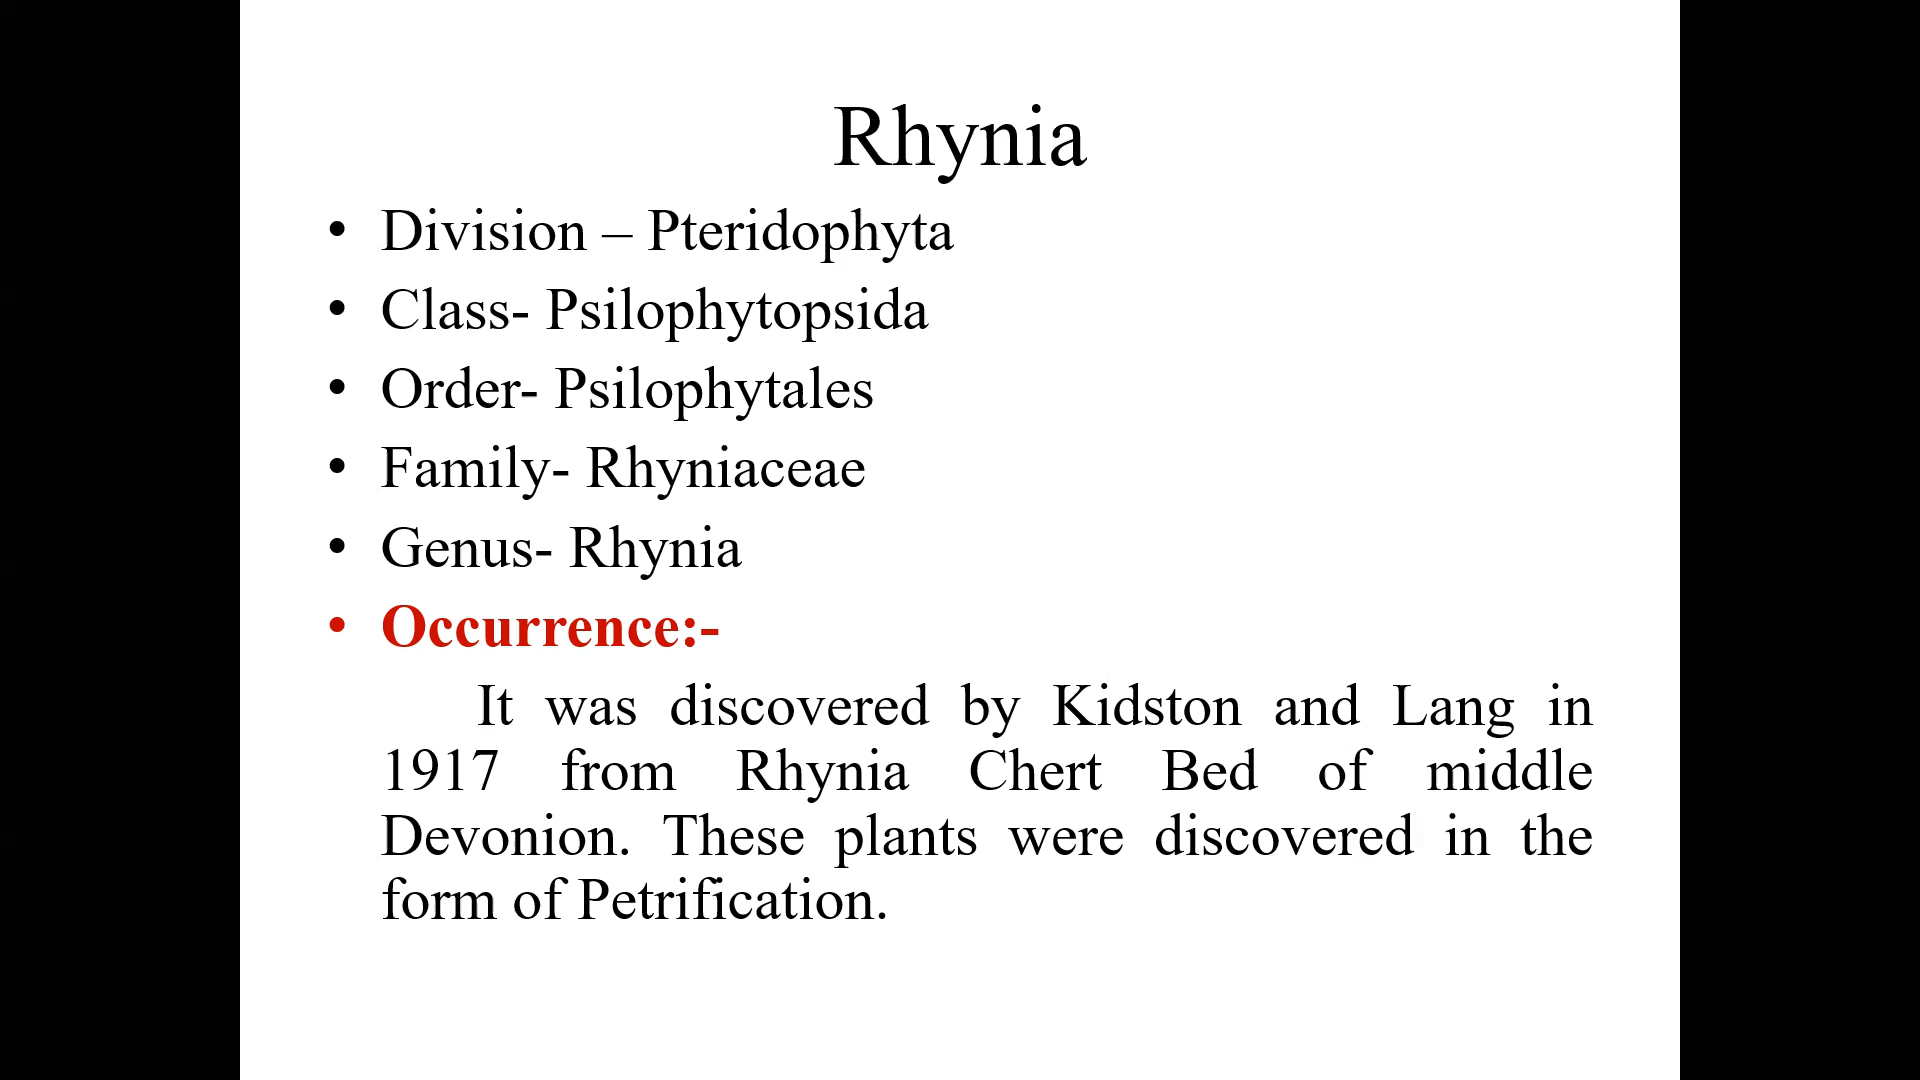 Rhynia
• Division – Pteridophyta
• Class- Psilophytopsida
• Order- Psilophytales
• Family- Rhyniaceae
• Genus- Rhynia
• Occurrence:-
It was discovered by Kidston and Lang in
1917 from Rhynia Chert Bed of middle
Devonion. These plants were discovered in the
form of Petrification.